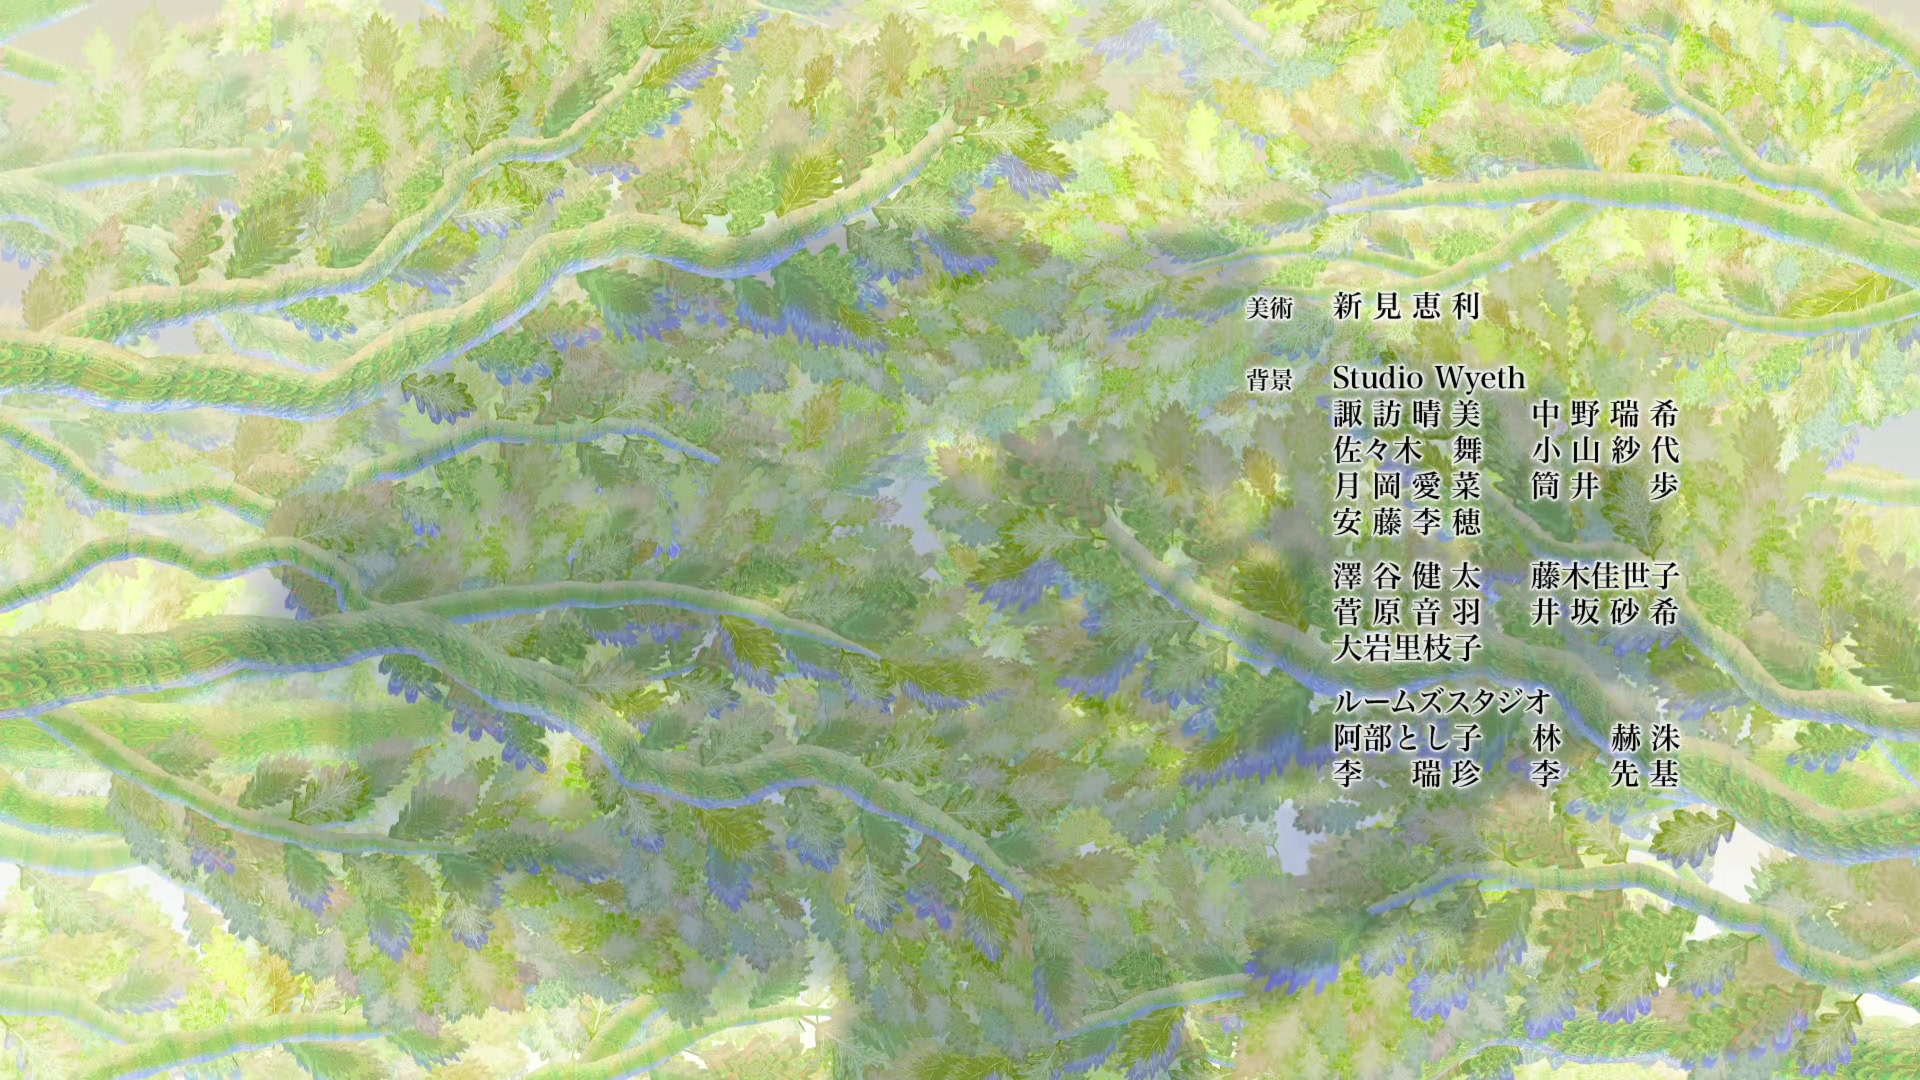 美術 新見恵利
背景 Studio Wyeth
諏訪晴美 中野瑞希
佐々木 舞 小山紗代
月岡愛菜 筒井 歩
安藤李穂
澤谷健太 藤木佳世子
菅原音羽 井坂砂希
大岩里枝子
ルームズスタジオ
阿部とし子 林 赫洙
李 瑞珍 李 先基